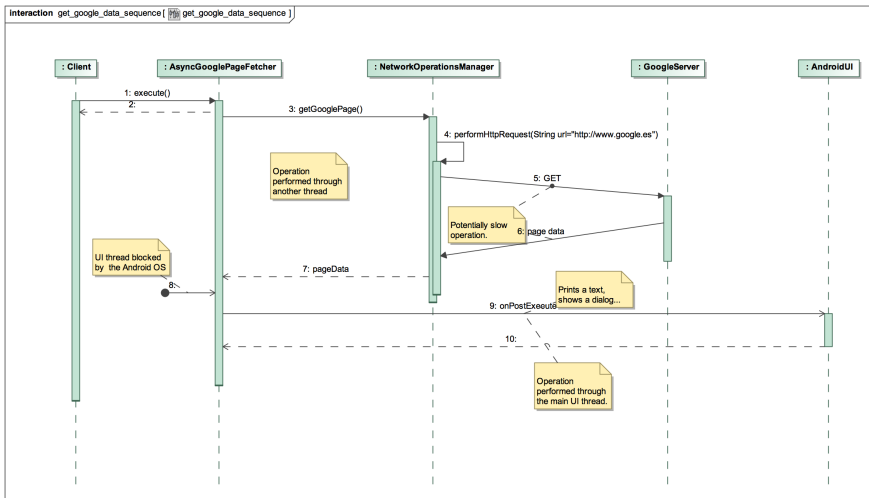 interaction get_google_data_sequence [ get_google_data_sequence ]
: Client
: AsyncGooglePageFetcher
: NetworkOperationsManager
: GoogleServer
: AndroidUI
1: execute()
2:
3: getGooglePage()
4: performHttpRequest(String url="http://www.google.es")
Operation
performed through
another thread
5: GET
Potentially slow
operation.
6: page data
UI thread blocked
by the Android OS
7: pageData
8:
Prints a text,
shows a dialog...
9: onPostExecute
10:
Operation
performed through
the main UI thread.